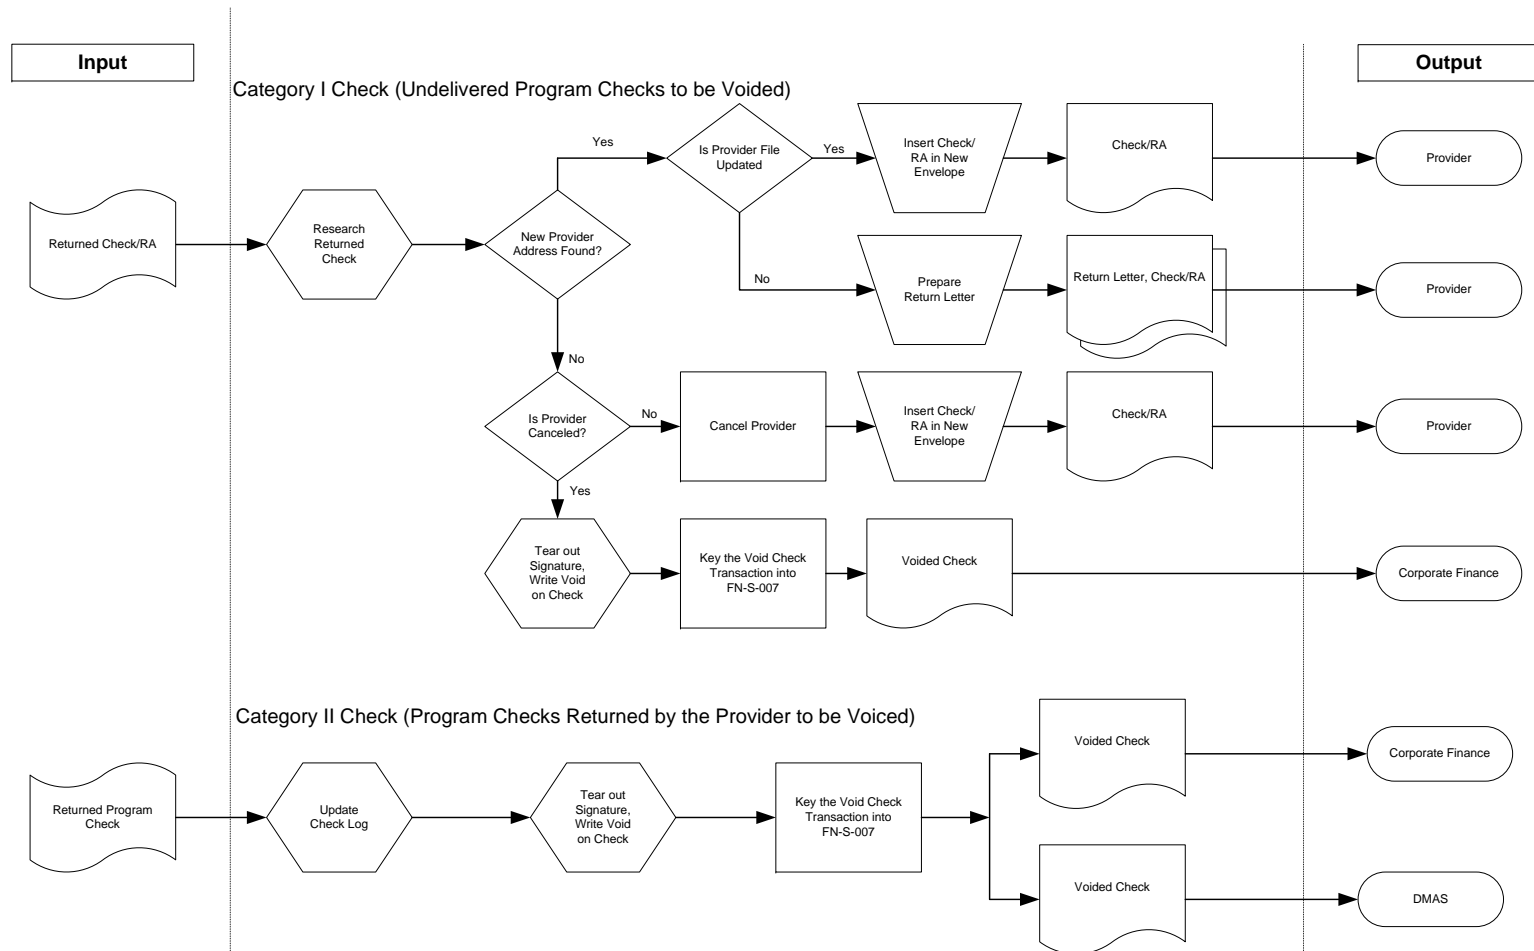 Input
Output
Category I Check (Undelivered Program Checks to be Voided)
Yes
Is Provider File
Updated
Yes
Insert Check/
RA in New
Envelope
Check/RA
Provider
Returned Check/RA
Research
Returned
Check
New Provider
Address Found?
No
Prepare
Return Letter
Return Letter, Check/RA
Provider
No
Is Provider
Canceled?
No
Cancel Provider
Insert Check/
RA in New
Envelope
Check/RA
Provider
Yes
Tear out
Signature,
Write Void
on Check
Key the Void Check
Transaction into
FN-S-007
Voided Check
Corporate Finance
Category II Check (Program Checks Returned by the Provider to be Voiced)
Returned Program
Check
Update
Check Log
Tear out
Signature,
Write Void
on Check
Key the Void Check
Transaction into
FN-S-007
Voided Check
Corporate Finance
Voided Check
DMAS